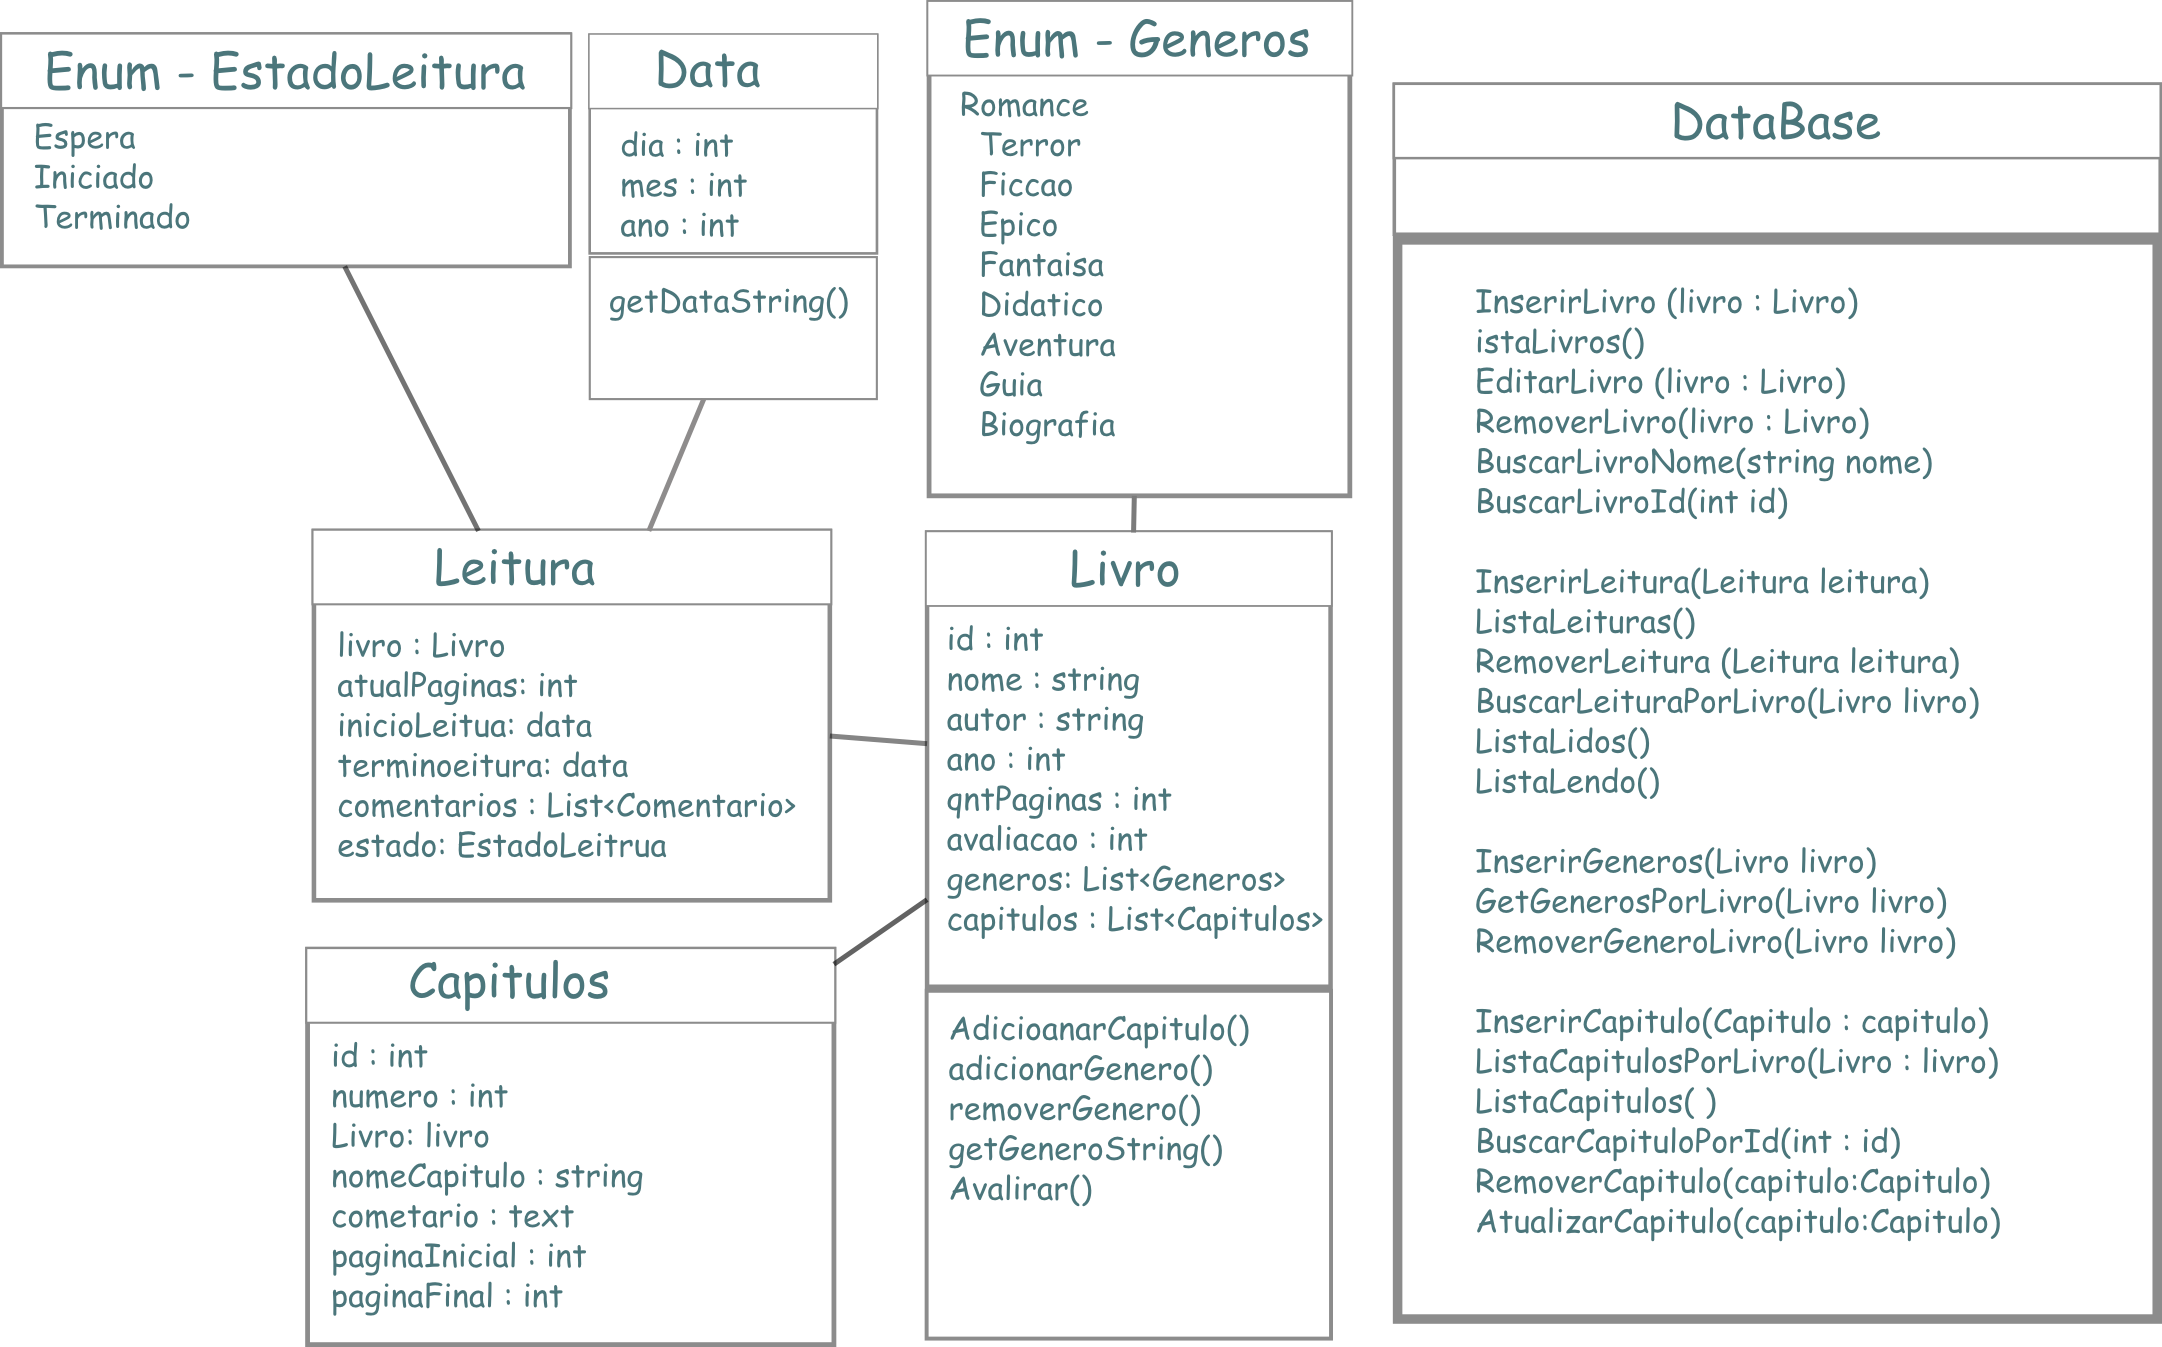 Enum - EstadoLeitura
Espera
Iniciado
Terminado
Data
dia : int
mes : int
ano : int
getDataString()
Enum - Generos
Romance
Terror
Ficcao
Epico
Fantaisa
Didatico
Aventura
Guia
Biografia
DataBase
InserirLivro (livro : Livro)
istaLivros()
EditarLivro (livro : Livro)
RemoverLivro(livro : Livro)
BuscarLivroNome(string nome)
BuscarLivroId(int id)
InserirLeitura(Leitura leitura)
ListaLeituras()
RemoverLeitura (Leitura leitura)
BuscarLeituraPorLivro(Livro livro)
ListaLidos()
ListaLendo()
InserirGeneros(Livro livro)
GetGenerosPorLivro(Livro livro)
RemoverGeneroLivro(Livro livro)
InserirCapitulo(Capitulo : capitulo)
ListaCapitulosPorLivro(Livro : livro)
ListaCapitulos( )
BuscarCapituloPorId(int : id)
RemoverCapitulo(capitulo:Capitulo)
AtualizarCapitulo(capitulo:Capitulo)
Leitura
livro : Livro
atualPaginas: int
inicioLeitua: data
terminoeitura: data
comentarios : List<Comentario>
estado: EstadoLeitrua
Livro
id : int
nome : string
autor : string
ano : int
qntPaginas : int
avaliacao : int
generos: List<Generos>
capitulos : List<Capitulos>
AdicioanarCapitulo()
adicionarGenero()
removerGenero()
getGeneroString()
Avalirar()
Capitulos
id : int
numero : int
Livro: livro
nomeCapitulo : string
cometario : text
paginaInicial : int
paginaFinal : int